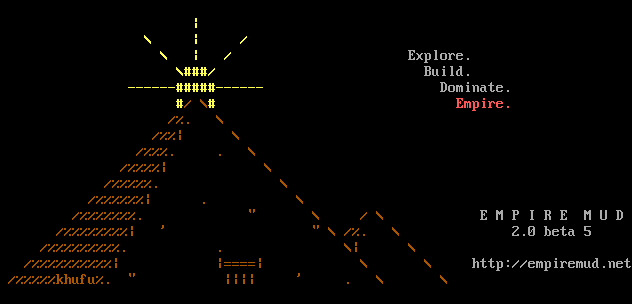 Explore.
Build.
Dominate.
Empire.
E M P I R E  M U D
2.0 beta 5
http://empiremud.net
khufu